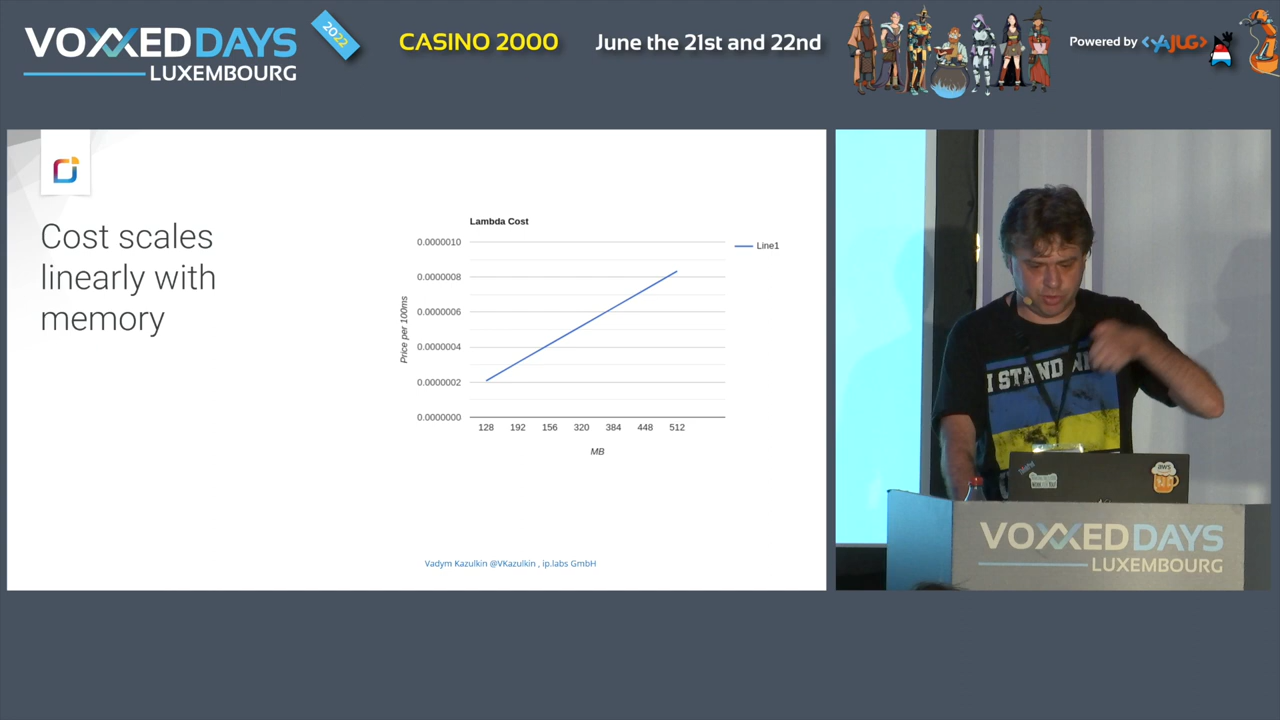 VOXXED DAYS
LUXEMBOURG
2022
CASINO 2000
June the 21st and 22nd
Powered by <YAJUG>
Cost scales
linearly with
memory
Lambda Cost
0.0000010
0.0000008
0.0000006
0.0000004
0.0000002
0.0000000
Price per 100ms
128 192 156 320 384 448 512
MB
Line1
Vadym Kazulkin @VKazulkin , ip.labs GmbH
I STAND
aws
VOXXED DAYS
LUXEMBOURG